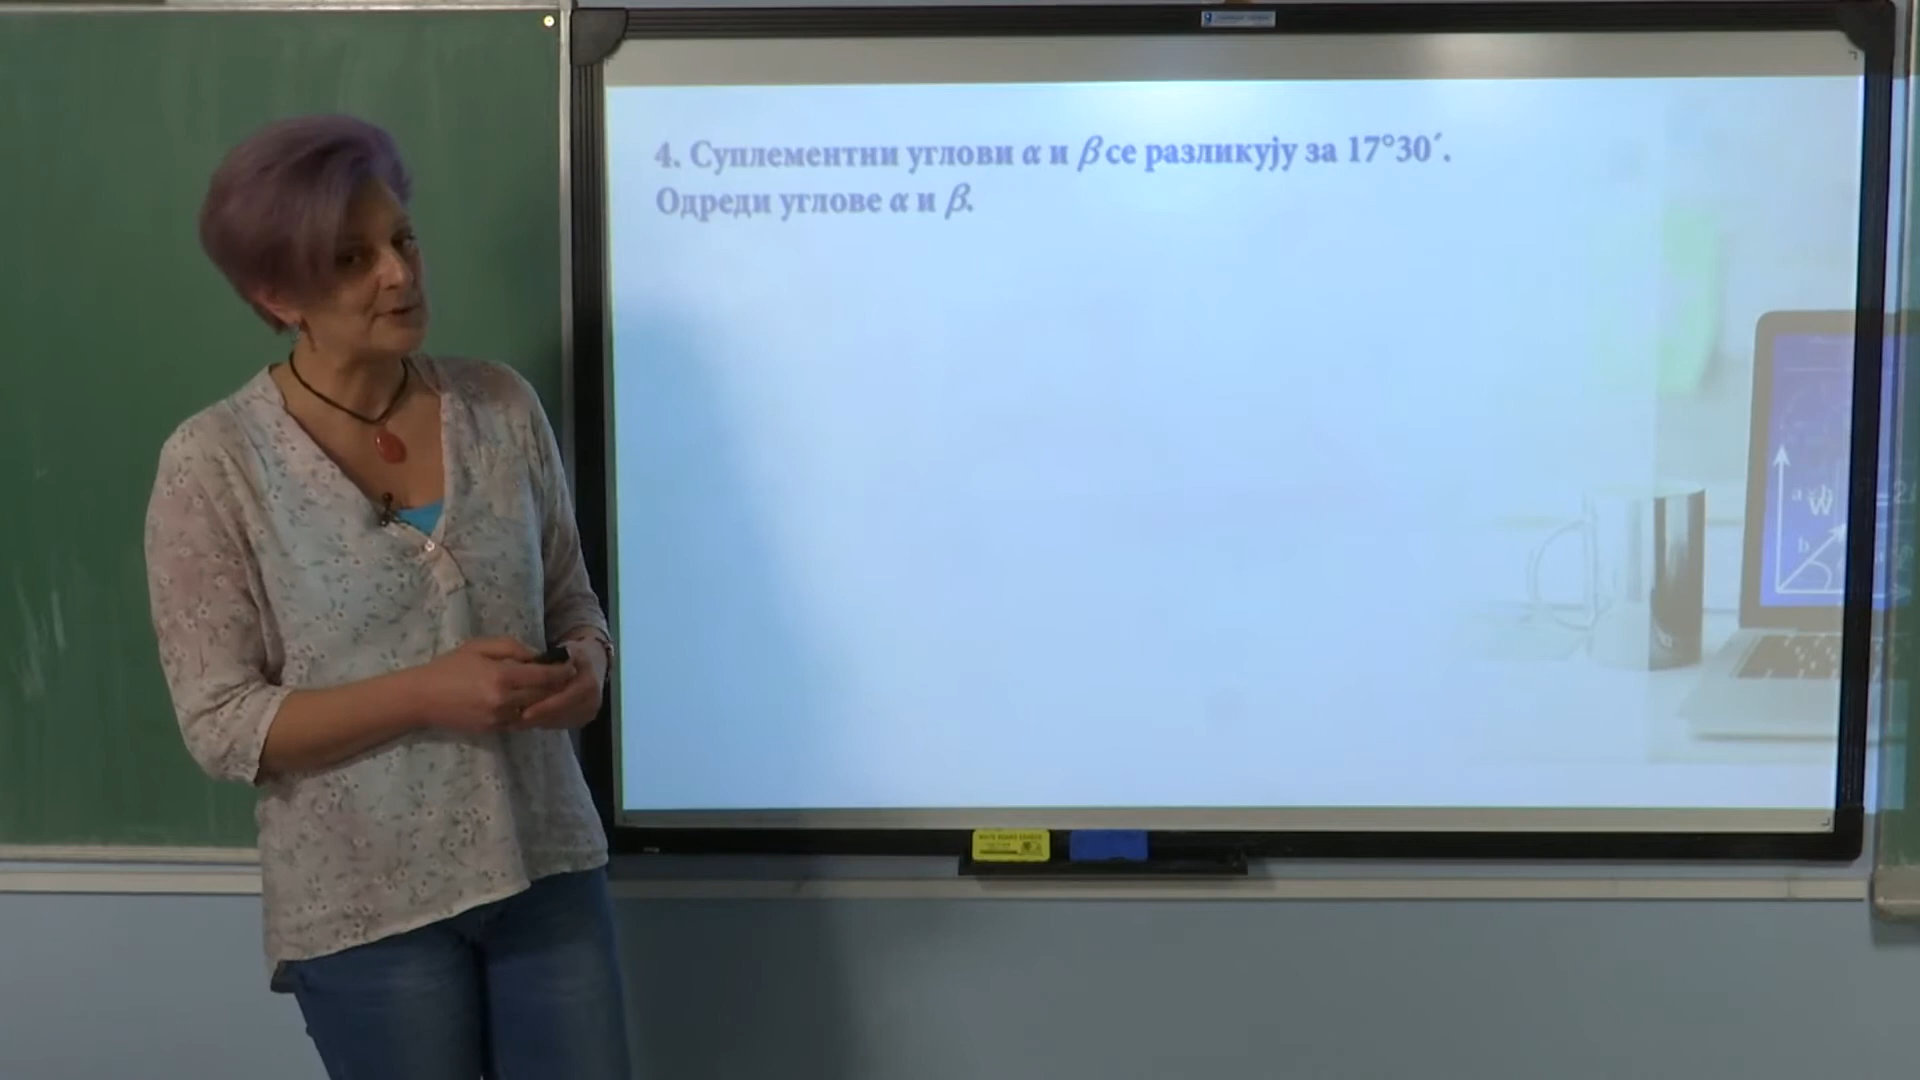 4. Суплементни углови α и β се разликују за 17°30´.
Одреди углове α и β.
W
b